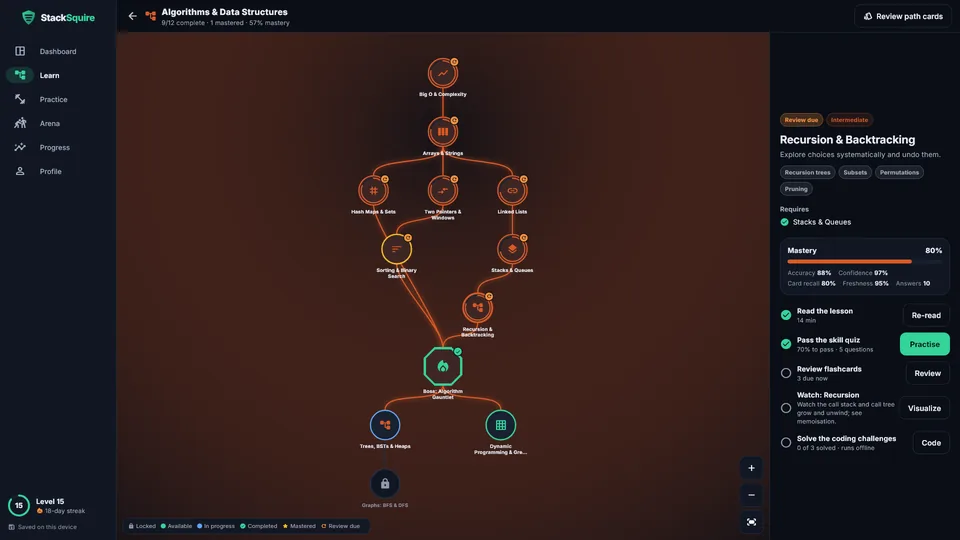 StackSquire
Dashboard
Learn
Practice
Arena
Progress
Profile
15
Level 15
18-day streak
Saved on this device
Algorithms & Data Structures
9/12 complete · 1 mastered · 57% mastery
Review path cards
Big O & Complexity
Arrays & Strings
Hash Maps & Sets
Two Pointers &
Windows
Linked Lists
Sorting & Binary
Search
Stacks & Queues
Recursion &
Backtracking
Boss: Algorithm
Gauntlet
Trees, BSTs & Heaps
Dynamic
Programming & Gre...
Graphs: BFS & DFS
Locked
Available
In progress
Completed
Mastered
Review due
+
−
Review due
Intermediate
Recursion & Backtracking
Explore choices systematically and undo them.
Recursion trees
Subsets
Permutations
Pruning
Requires
Stacks & Queues
Mastery
80%
Accuracy 88% Confidence 97%
Card recall 80% Freshness 95% Answers 10
Read the lesson
14 min
Re-read
Pass the skill quiz
70% to pass · 5 questions
Practise
Review flashcards
3 due now
Review
Watch: Recursion
Watch the call stack and call tree
grow and unwind; see
memoisation.
Visualize
Solve the coding challenges
0 of 3 solved · runs offline
Code